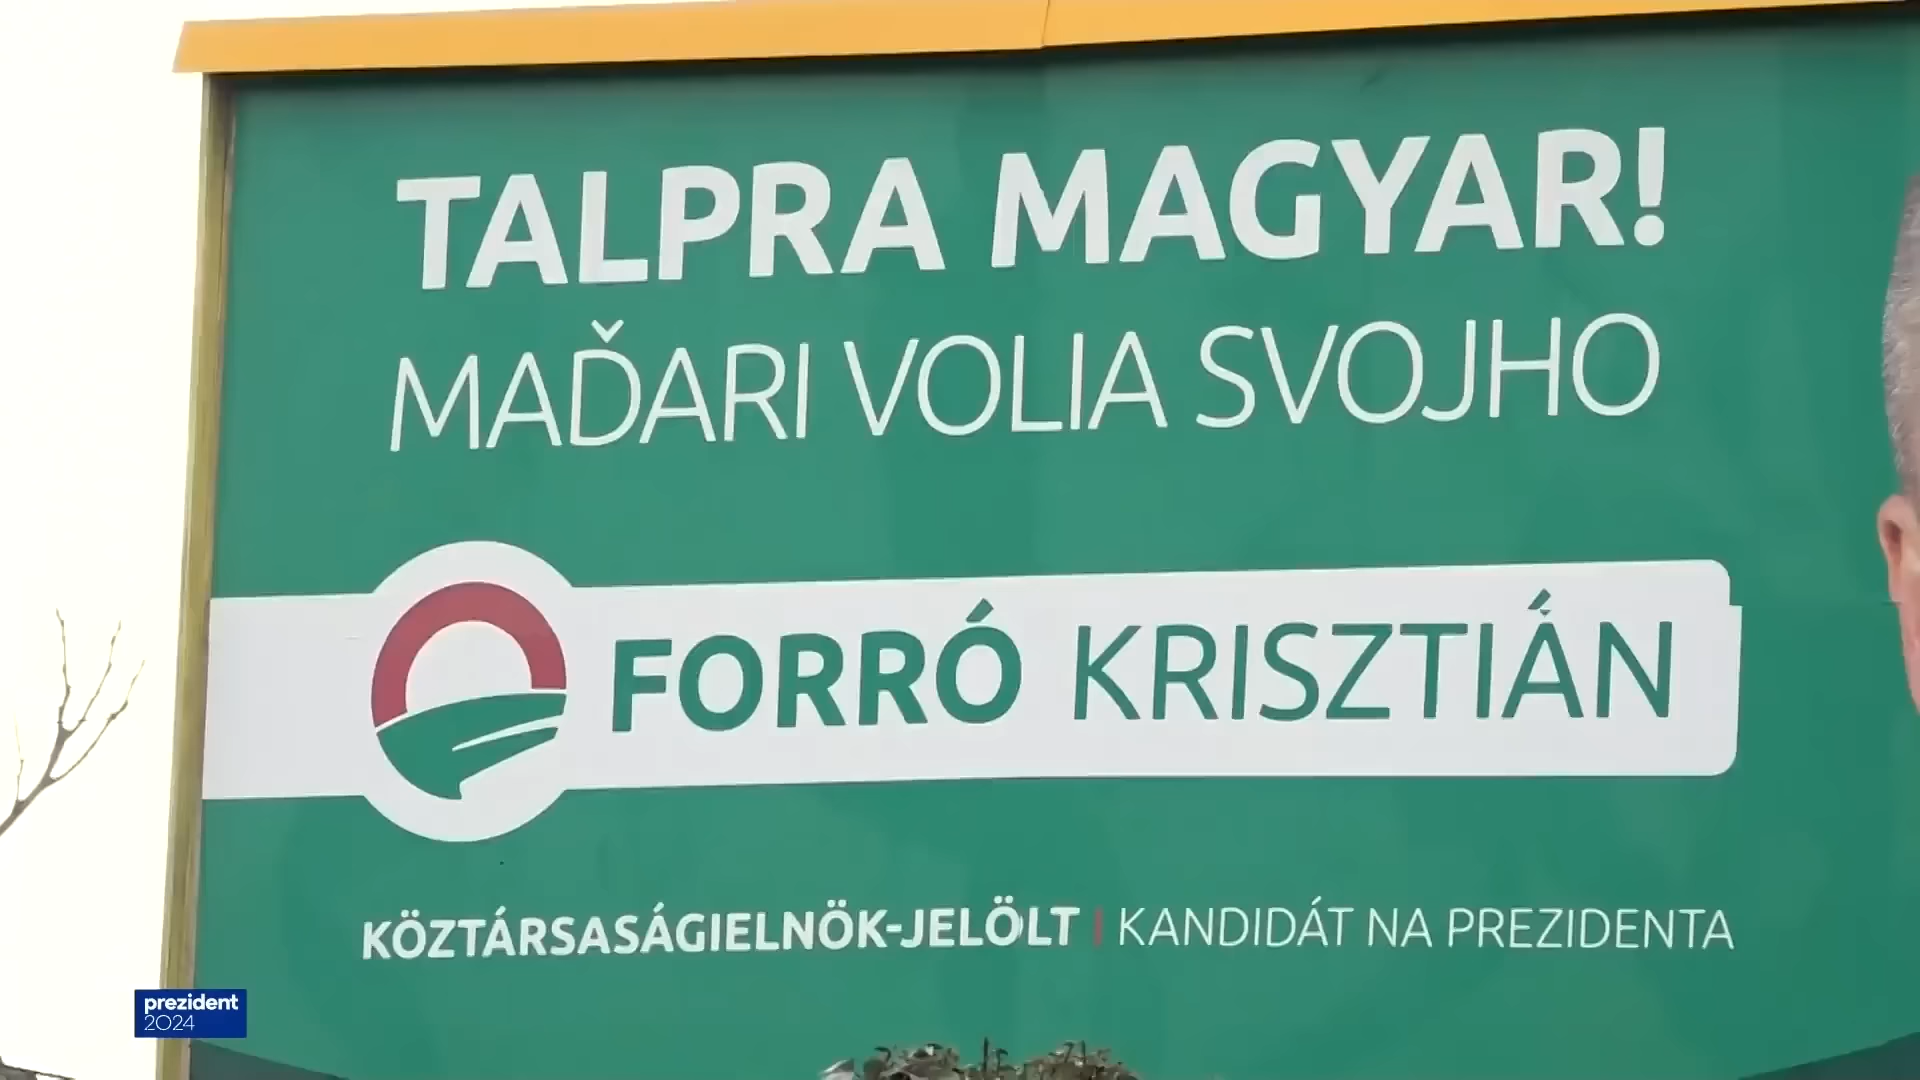 TALPRA MAGYAR!
MAĎARI VOLIA SVOJHO
FORRÓ KRISZTIÁN
KÖZTÁRSASÁGIELNÖK-JELÖLT | KANDIDÁT NA PREZIDENTA
prezident
2024